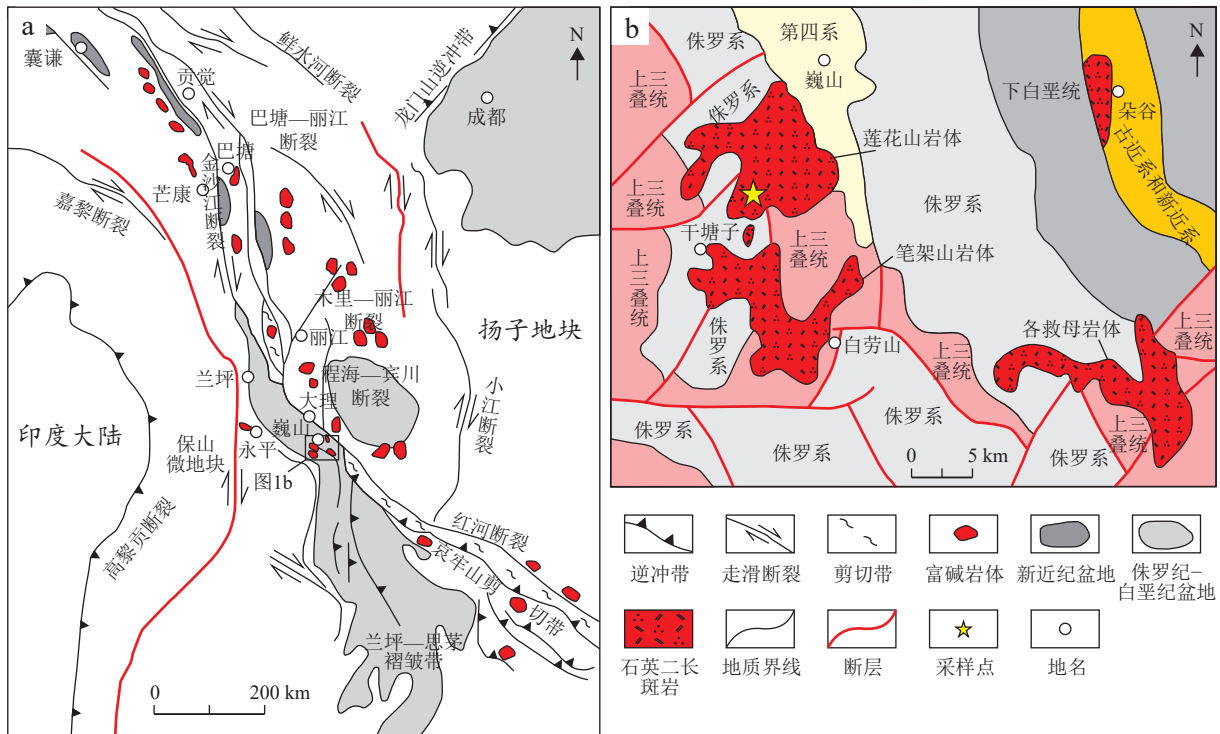 a
N
囊谦
贡觉
鲜水河断裂
龙门山逆冲带
成都
巴塘—丽江
断裂
巴塘
金沙江断裂
芒康
嘉黎断裂
木里—丽江
断裂
丽江
扬子地块
兰坪
程海—宾川
断裂
大理
小江断裂
巍山
印度大陆
保山
微地块
永平
图1b
高黎贡断裂
红河断裂
哀牢山剪
切带
兰坪—思茅
褶皱带
0
200 km
b
N
侏罗系
第四系
巍山
上三
叠统
侏罗系
下白垩统
朵谷
古近系和新近系
莲花山岩体
上三
叠统
侏罗系
干塘子
上三
叠统
笔架山岩体
上三
叠统
侏罗系
白劳山
各救母岩体
上三
叠统
上三
叠统
侏罗系
侏罗系
侏罗系
侏罗系
上三
叠统
0
5 km
逆冲带
走滑断裂
剪切带
富碱岩体
新近纪盆地
侏罗纪–
白垩纪盆地
石英二长
斑岩
地质界线
断层
采样点
地名